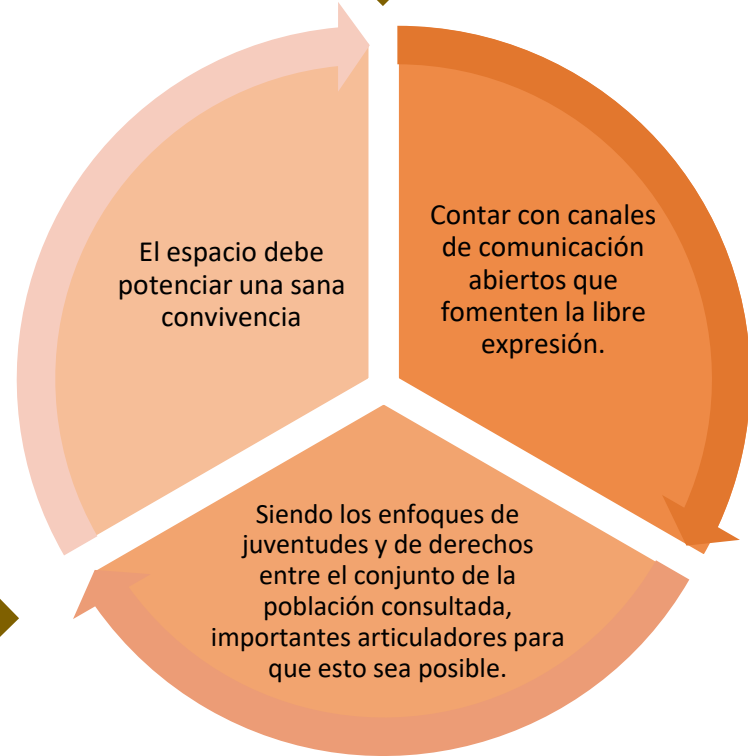 El espacio debe
potenciar una sana
convivencia
Contar con canales
de comunicación
abiertos que
fomenten la libre
expresión.
Siendo los enfoques de
juventudes y de derechos
entre el conjunto de la
población consultada,
importantes articuladores para
que esto sea posible.